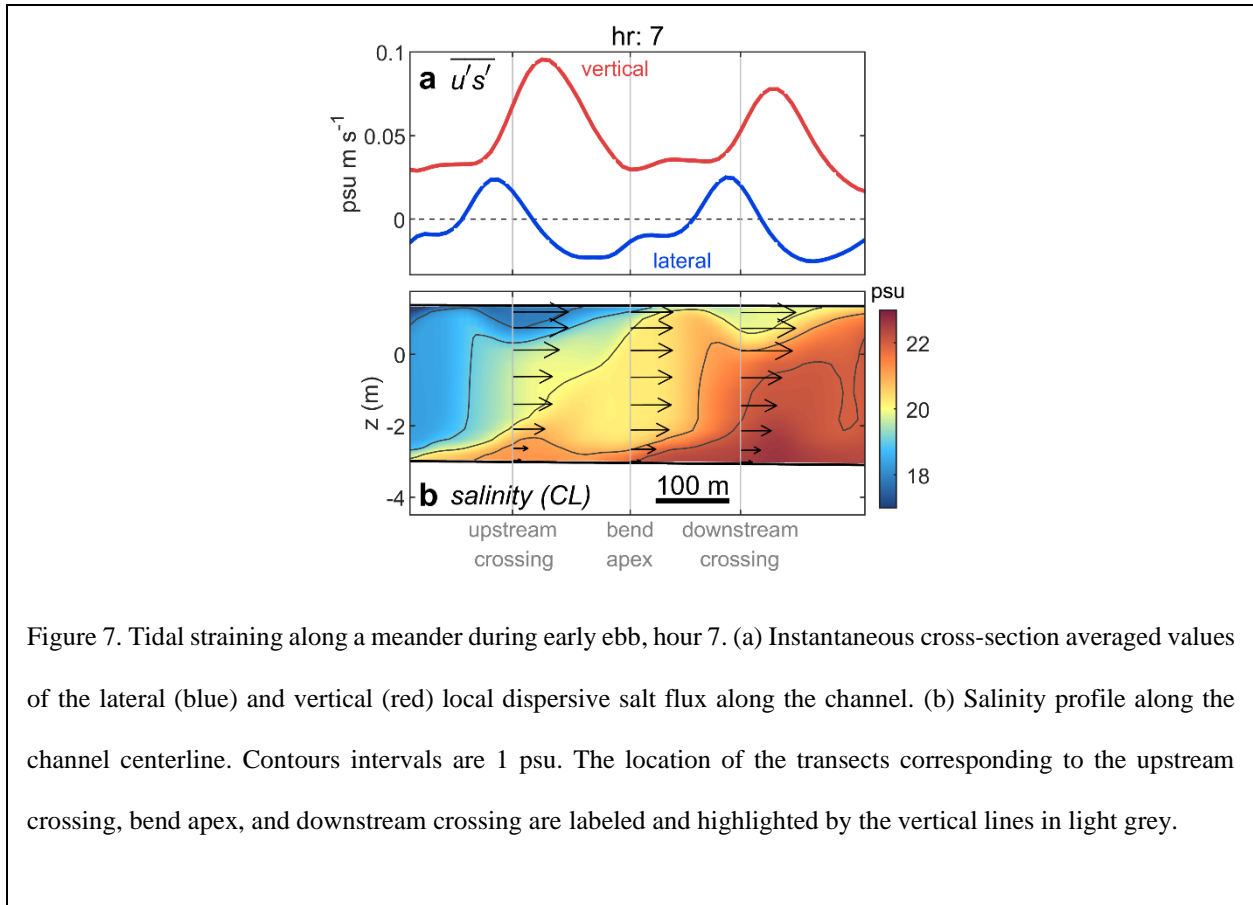 hr: 7
0.1
a u's'
vertical
0.05
psu m s-1
0
lateral
psu
0
22
z (m)
-2
20
18
-4
b salinity (CL)
100 m
upstream bend downstream
crossing apex crossing
Figure 7. Tidal straining along a meander during early ebb, hour 7. (a) Instantaneous cross-section averaged values
of the lateral (blue) and vertical (red) local dispersive salt flux along the channel. (b) Salinity profile along the
channel centerline. Contours intervals are 1 psu. The location of the transects corresponding to the upstream
crossing, bend apex, and downstream crossing are labeled and highlighted by the vertical lines in light grey.